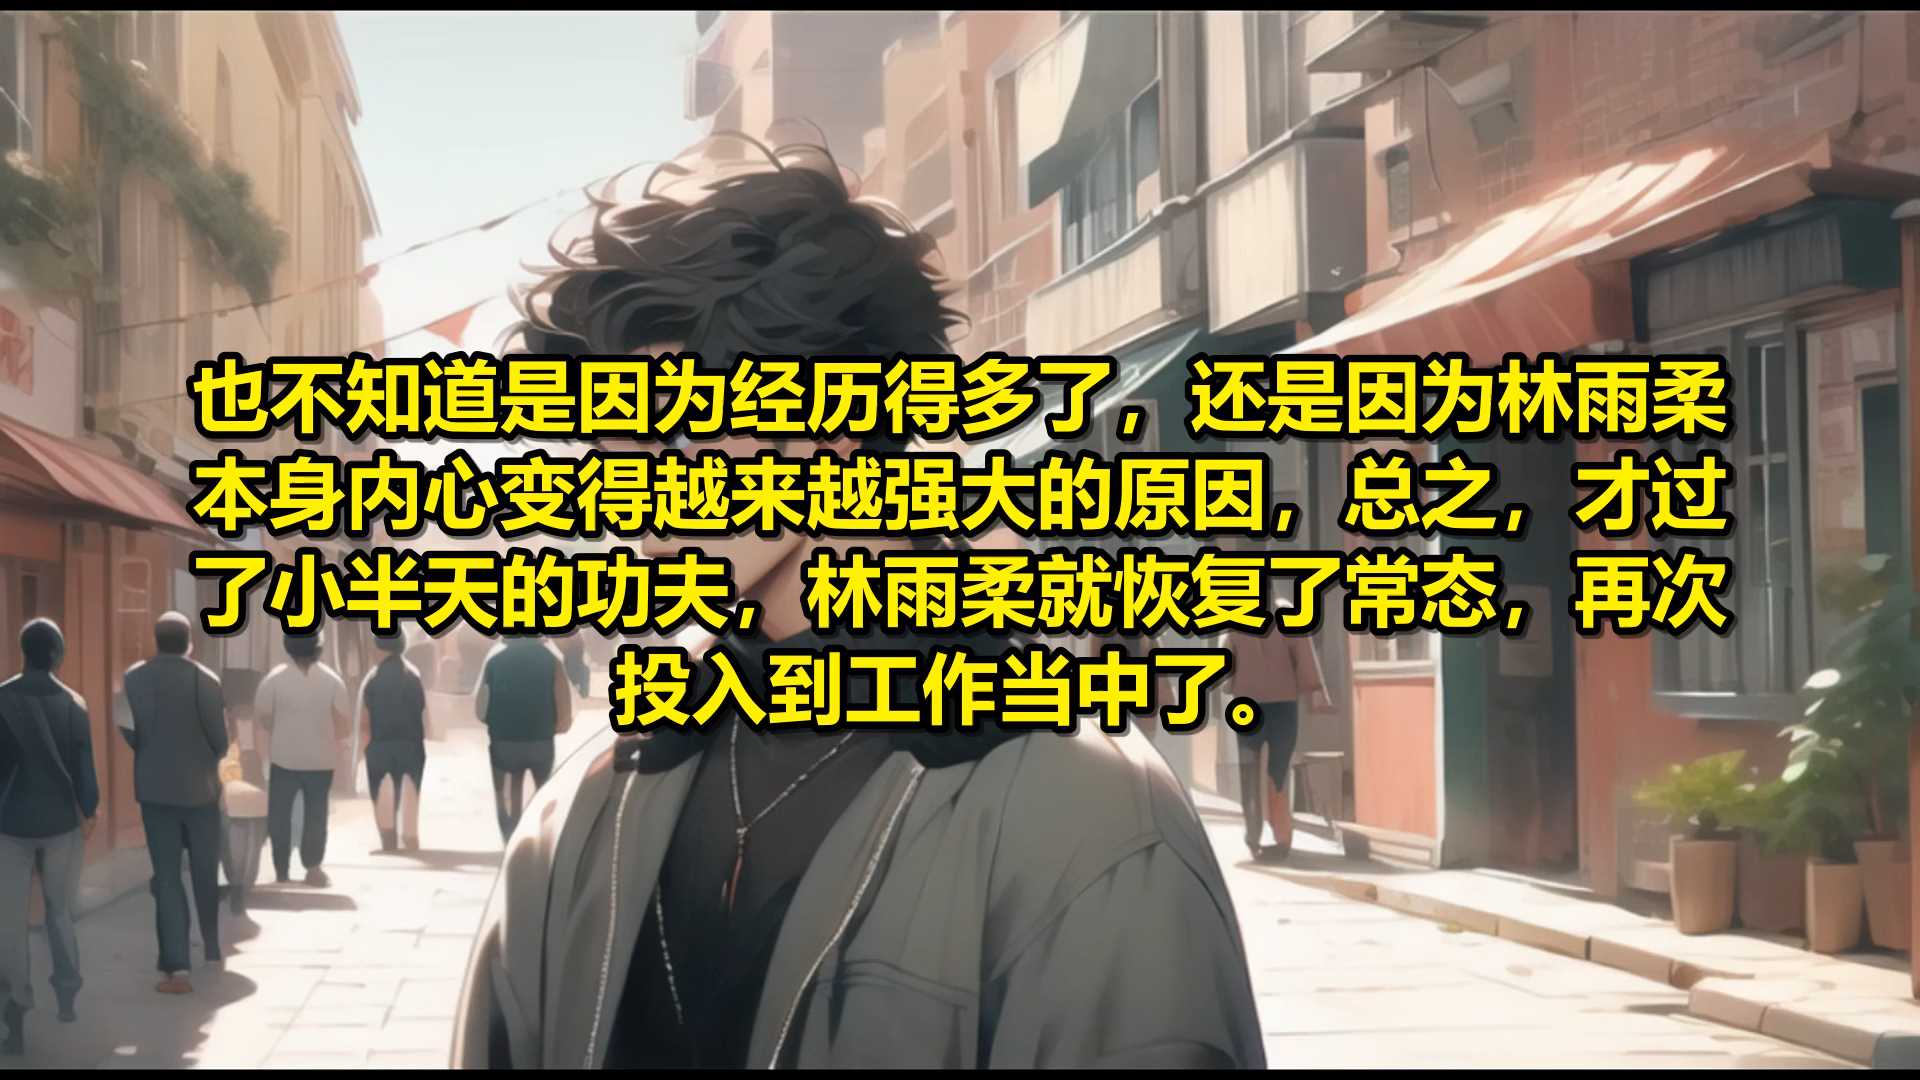 也不知道是因为经历得多了，还是因为林雨柔
本身内心变得越来越强大的原因，总之，才过
了小半天的功夫，林雨柔就恢复了常态，再次
投入到工作当中了。